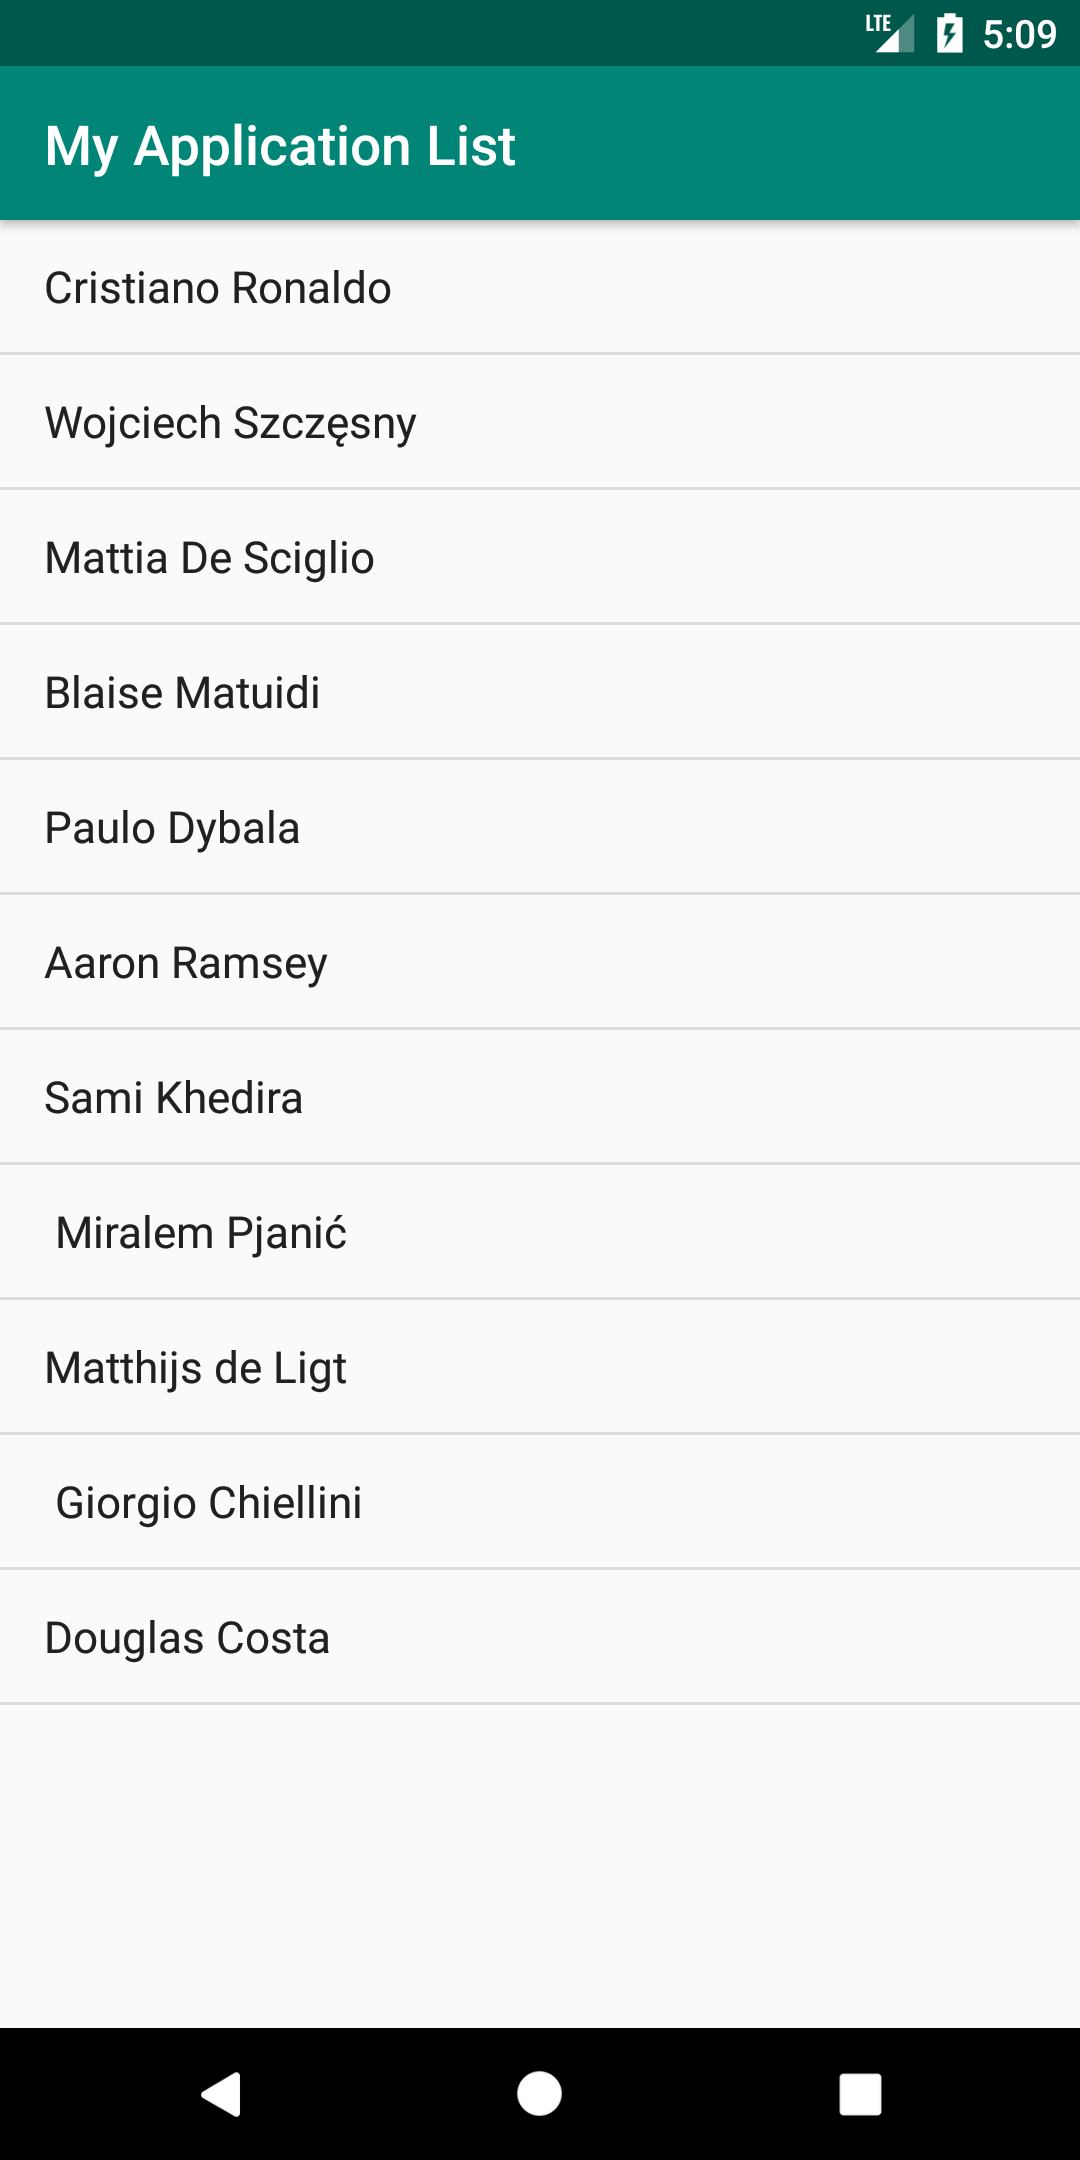 LTE 5:09
My Application List
Cristiano Ronaldo
Wojciech Szczęsny
Mattia De Sciglio
Blaise Matuidi
Paulo Dybala
Aaron Ramsey
Sami Khedira
Miralem Pjanić
Matthijs de Ligt
Giorgio Chiellini
Douglas Costa